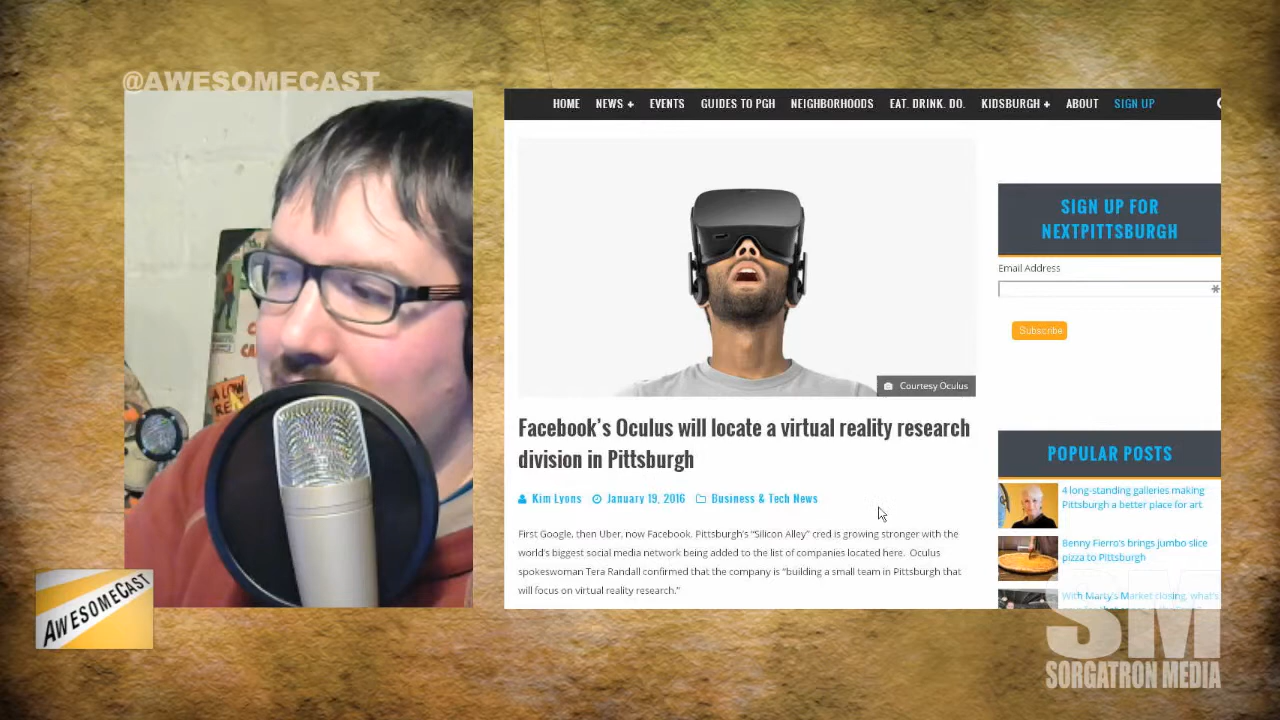 @AWESOMECAST
HOME NEWS + EVENTS GUIDES TO PGH NEIGHBORHOODS EAT. DRINK. DO. KIDSBURGH + ABOUT SIGN UP
Courtesy Oculus
Facebook's Oculus will locate a virtual reality research
division in Pittsburgh
Kim Lyons January 19, 2016 Business & Tech News
First Google, then Uber, now Facebook. Pittsburgh's "Silicon Alley" cred is growing stronger with the
world's biggest social media network being added to the list of companies located here. Oculus
spokeswoman Tera Randall confirmed that the company is "building a small team in Pittsburgh that
will focus on virtual reality research."
SIGN UP FOR
NEXTPITTSBURGH
Email Address
Subscribe
POPULAR POSTS
4 long-standing galleries making
Pittsburgh a better place for art
Benny Fierro's brings jumbo slice
pizza to Pittsburgh
With Marty's Market closing, what's
AWESOMECAST
SM
SORGATRON MEDIA